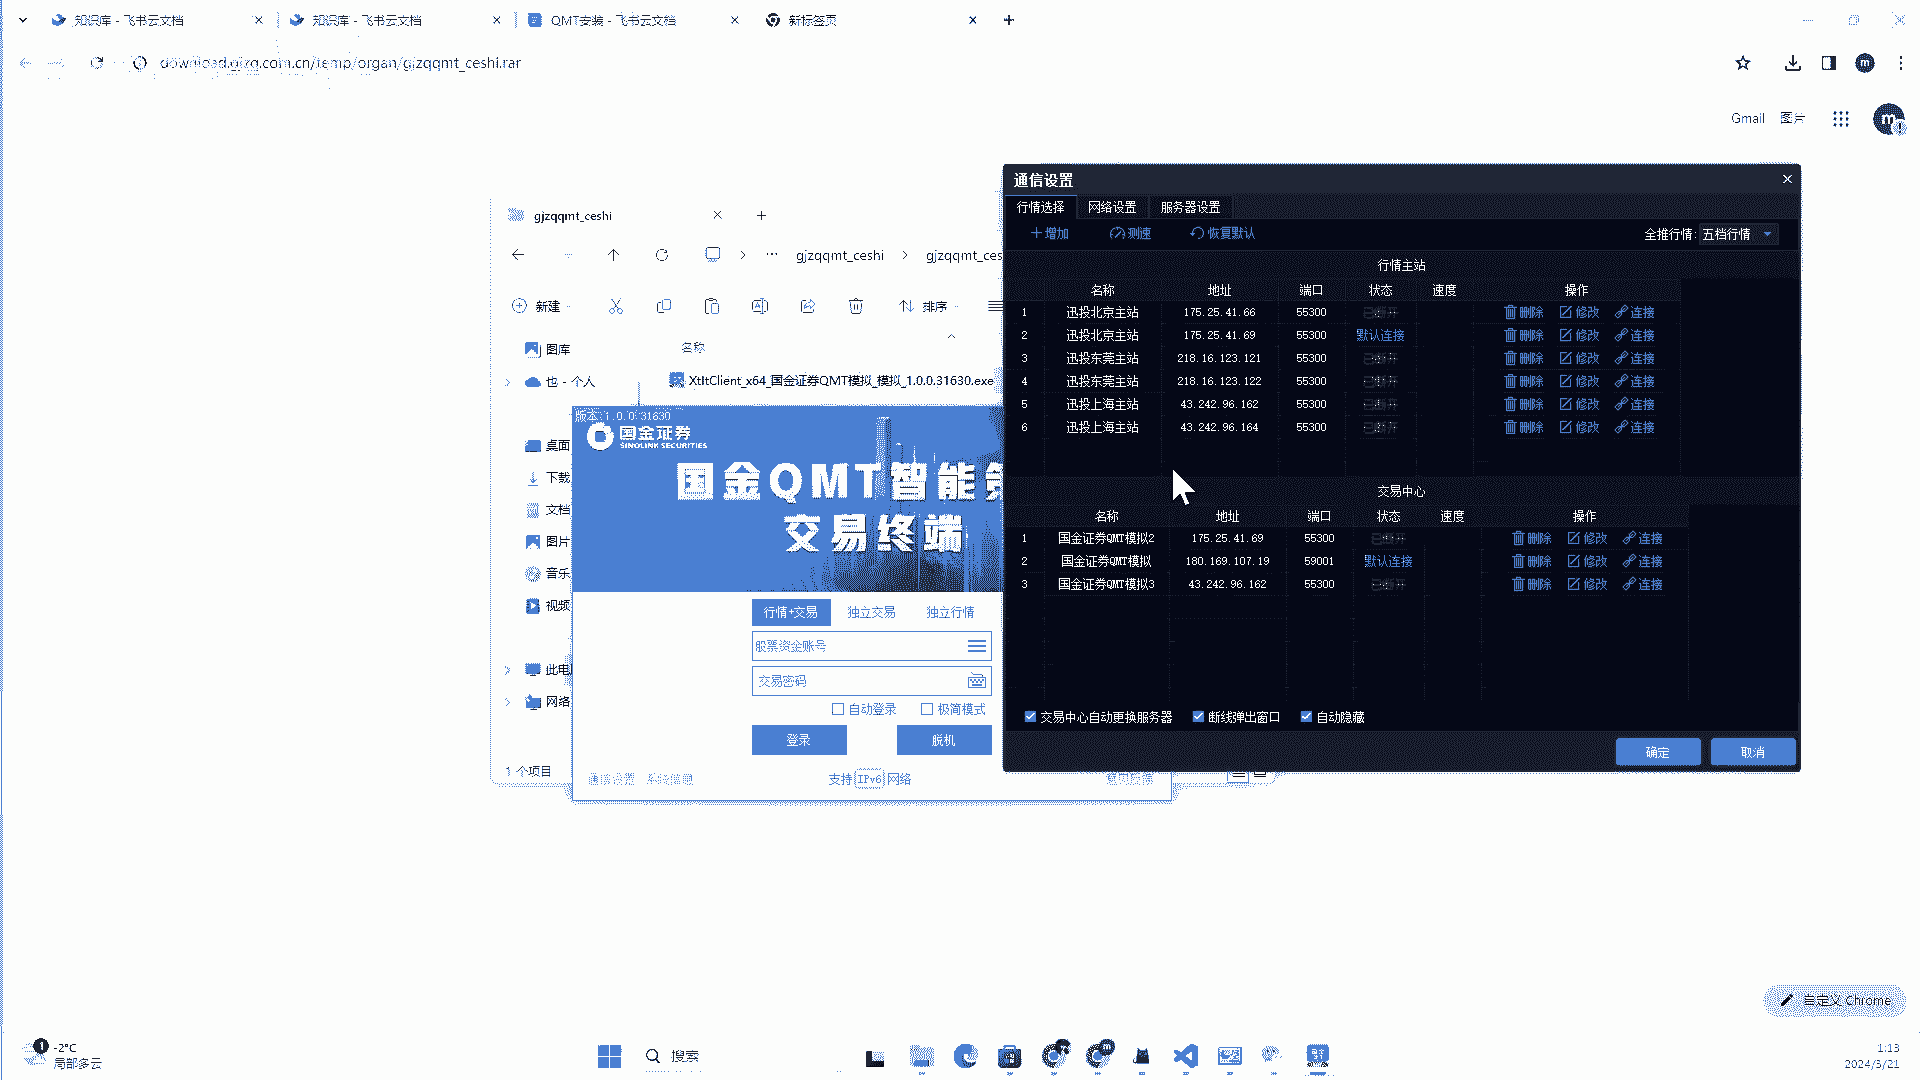 知识库 - 飞书云文档
知识库 - 飞书云文档
QMT安装 - 飞书云文档
新标签页
download.gjzq.com.cn/temp/organ/gjzqqmt_ceshi.rar
m
Gmail
图片
m
gjzqqmt_ceshi
gjzqqmt_ceshi
新建
排序
图库
也 - 个人
桌面
下载
文档
图片
音乐
视频
网络
1 个项目
名称
XtItClient_x64_国金证券QMT模拟_模拟_1.0.0.31630.exe
版本:1.0.0.31630
国金证券
SINOLINK SECURITIES
国金QMT智能
交易终端
行情+交易 独立交易 独立行情
股票资金账号
交易密码
自动登录 极简模式
登录 脱机
通信设置 系统信息
支持 IPv6 网络
通信设置
行情选择 网络设置 服务器设置
增加 测速 恢复默认
全推行情: 五档行情
行情主站
名称 地址 端口 状态 速度 操作
1 迅投北京主站 175.25.41.66 55300 已断开 删除 修改 连接
2 迅投北京主站 175.25.41.69 55300 默认连接 删除 修改 连接
3 迅投东莞主站 218.16.123.121 55300 已断开 删除 修改 连接
4 迅投东莞主站 218.16.123.122 55300 已断开 删除 修改 连接
5 迅投上海主站 43.242.96.162 55300 已断开 删除 修改 连接
6 迅投上海主站 43.242.96.164 55300 已断开 删除 修改 连接
交易中心
名称 地址 端口 状态 速度 操作
1 国金证券QMT模拟2 175.25.41.69 55300 已断开 删除 修改 连接
2 国金证券QMT模拟 180.169.107.19 59001 默认连接 删除 修改 连接
3 国金证券QMT模拟3 43.242.96.162 55300 已断开 删除 修改 连接
交易中心自动更换服务器 断线弹出窗口 自动隐藏
确定 取消
自定义 Chrome
1
-2°C
局部多云
搜索
1:13
2024/3/21